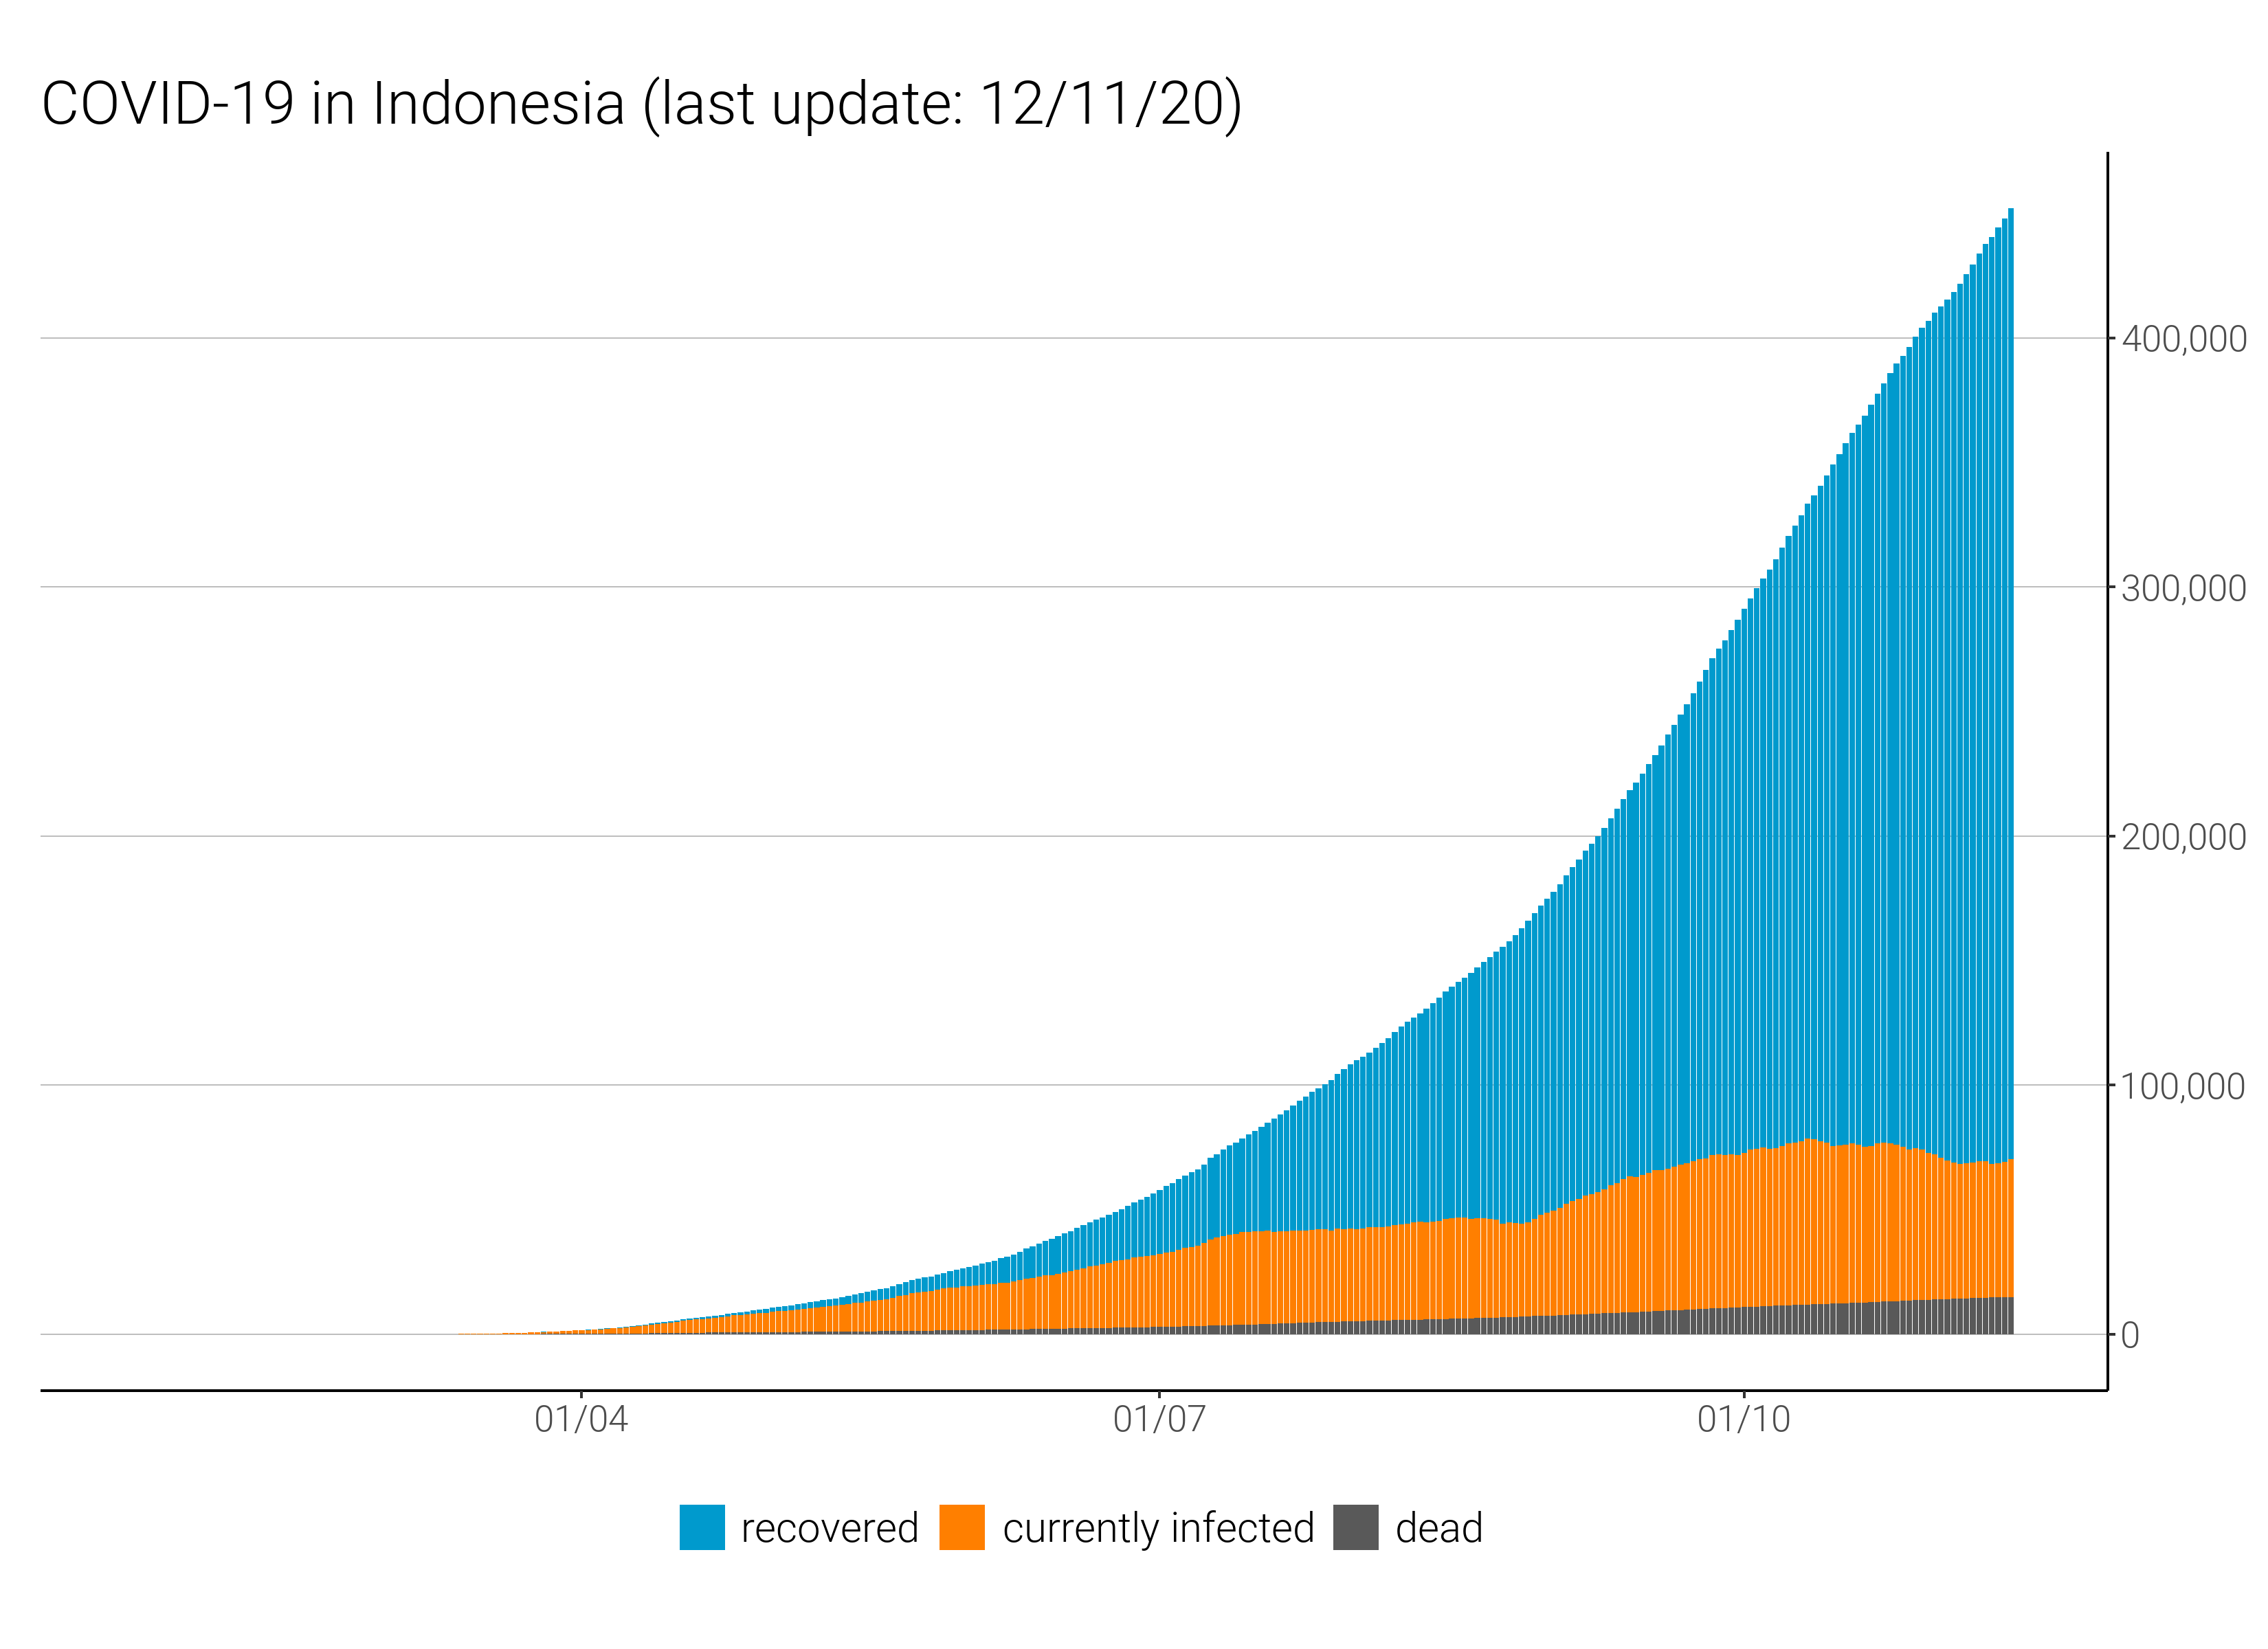 COVID-19 in Indonesia (last update: 12/11/20)
400,000
300,000
200,000
100,000
0
01/04 01/07 01/10
recovered currently infected dead